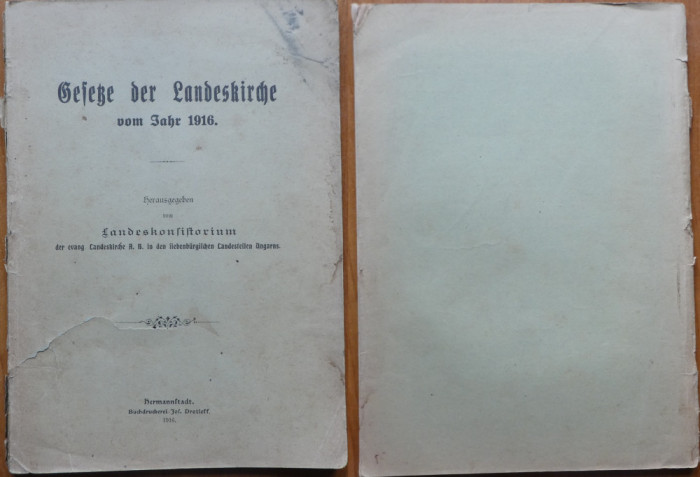 Gesetze der Landeskirche
vom Jahr 1916.
Herausgegeben
vom
Landeskonsistorium
der evang. Landeskirche A. B. in den siebenbürgischen Landesteilen Ungarns.
Hermannstadt.
Buchdruckerei Jos. Drotleff.
1916.